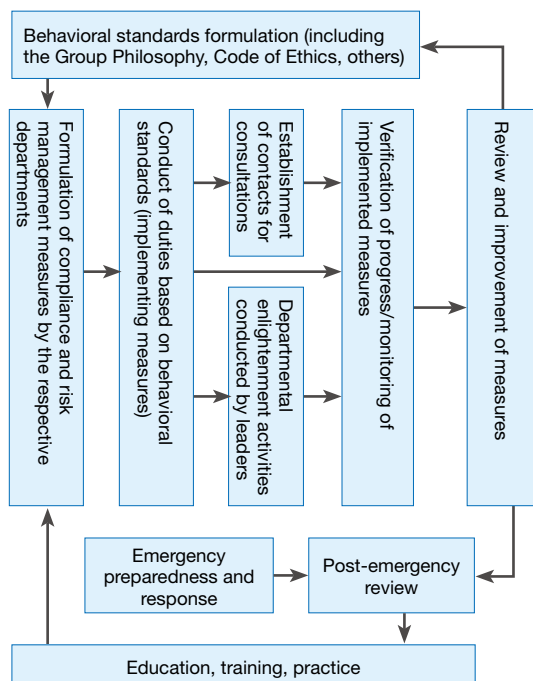 Behavioral standards formulation (including
the Group Philosophy, Code of Ethics, others)
Formulation of compliance and risk
management measures by the respective
departments
Conduct of duties based on behavioral
standards (implementing measures)
Establishment
of contacts for
consultations
Departmental
enlightenment activities
conducted by leaders
Verification of progress/monitoring of
implemented measures
Review and improvement of measures
Emergency
preparedness and
response
Post-emergency
review
Education, training, practice